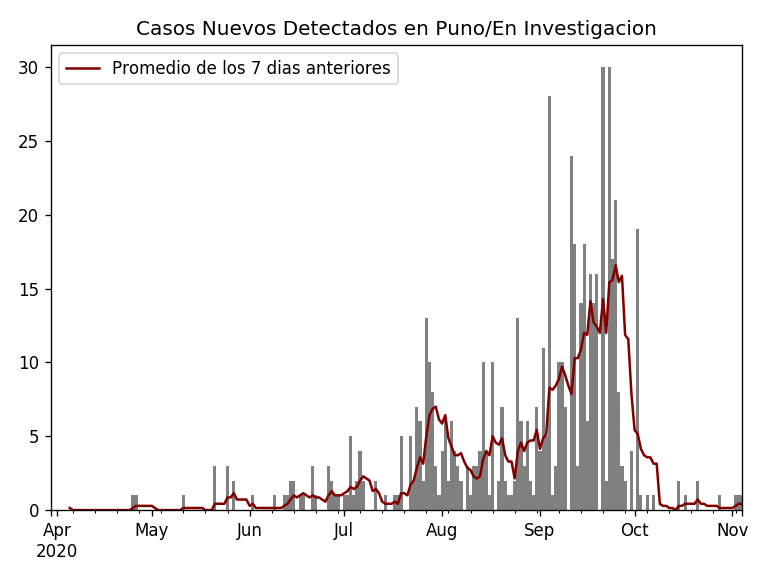 Casos Nuevos Detectados en Puno/En Investigacion
Promedio de los 7 dias anteriores
30
25
20
15
10
5
0
Apr May Jun Jul Aug Sep Oct Nov
2020